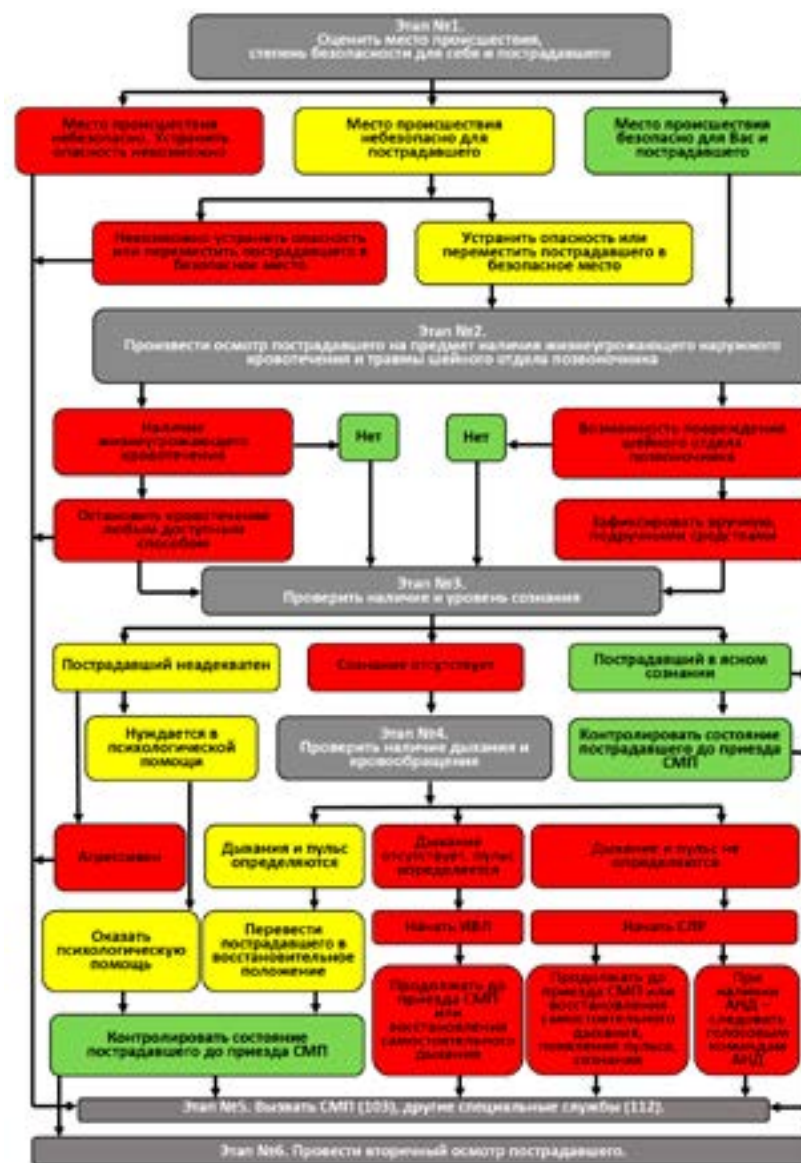 Этап №1.
Оценить место происшествия,
степень безопасности для себя и пострадавшего
Место происшествия
небезопасно. Устранить
опасность невозможно
Место происшествия
небезопасно для
пострадавшего
Место происшествия
безопасно для Вас и
пострадавшего
Невозможно устранить опасность
или переместить пострадавшего в
безопасное место
Устранить опасность или
переместить пострадавшего в
безопасное место
Этап №2.
Произвести осмотр пострадавшего на предмет наличия жизнеугрожающего наружного
кровотечения и травмы шейного отдела позвоночника
Наличие
жизнеугрожающего
кровотечения
Нет
Нет
Возможность повреждения
шейного отдела
позвоночника
Остановить кровотечение
любым доступным
способом
Зафиксировать вручную,
подручными средствами
Этап №3.
Проверить наличие и уровень сознания
Пострадавший неадекватен
Сознание отсутствует
Пострадавший в ясном
сознании
Нуждается в
психологической
помощи
Этап №4.
Проверить наличие дыхания и
кровообращения
Контролировать состояние
пострадавшего до приезда
СМП
Агрессивен
Дыхания и пульс
определяются
Дыхание
отсутствует, пульс
определяется
Дыхание и пульс не
определяются
Оказать
психологическую
помощь
Перевести
пострадавшего в
восстановительное
положение
Начать ИВЛ
Начать СЛР
Продолжать до
приезда СМП
или
восстановления
самостоятельного
дыхания
Продолжать до
приезда СМП или
восстановления
самостоятельного
дыхания,
появления пульса,
сознания
При
наличии
АНД –
следовать
голосовым
командам
АНД
Контролировать состояние
пострадавшего до приезда СМП
Этап №5. Вызвать СМП (103), другие специальные службы (112).
Этап №6. Провести вторичный осмотр пострадавшего.